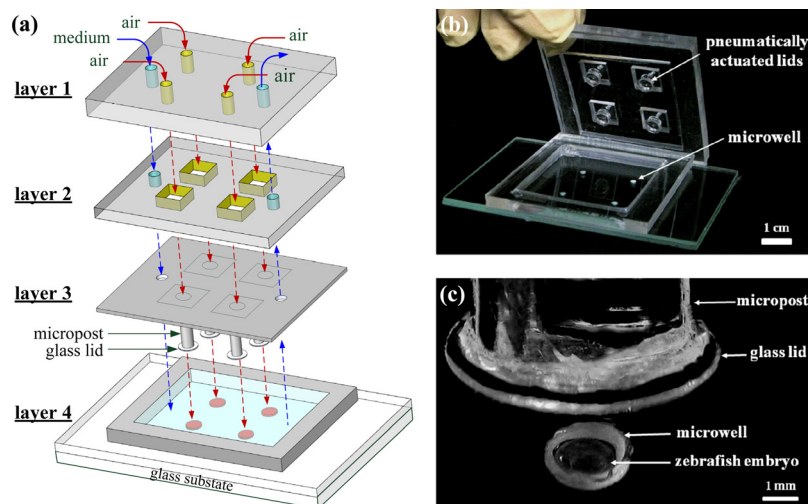 (a)
air
medium
air
air
air
layer 1
layer 2
layer 3
micropost
glass lid
layer 4
glass substate
(b)
pneumatically
actuated lids
microwell
1 cm
(c)
micropost
glass lid
microwell
zebrafish embryo
1 mm